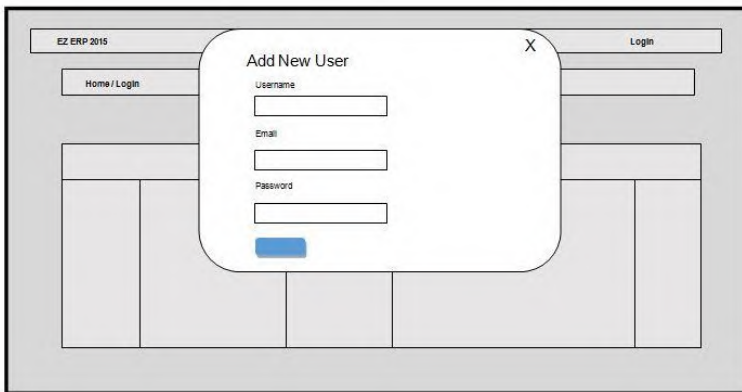 EZ ERP 2015
Login
Home / Login
X
Add New User
Username
Email
Password